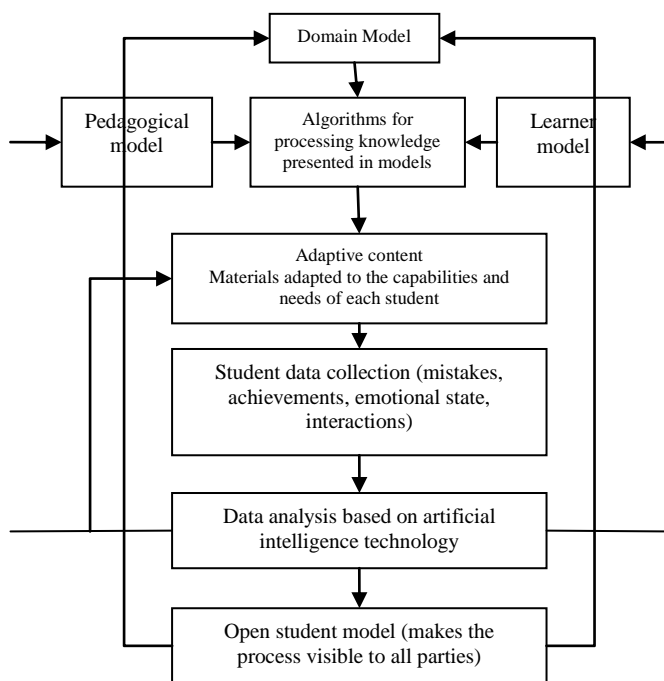 Domain Model
Pedagogical
model
Algorithms for
processing knowledge
presented in models
Learner
model
Adaptive content
Materials adapted to the capabilities and
needs of each student
Student data collection (mistakes,
achievements, emotional state,
interactions)
Data analysis based on artificial
intelligence technology
Open student model (makes the
process visible to all parties)